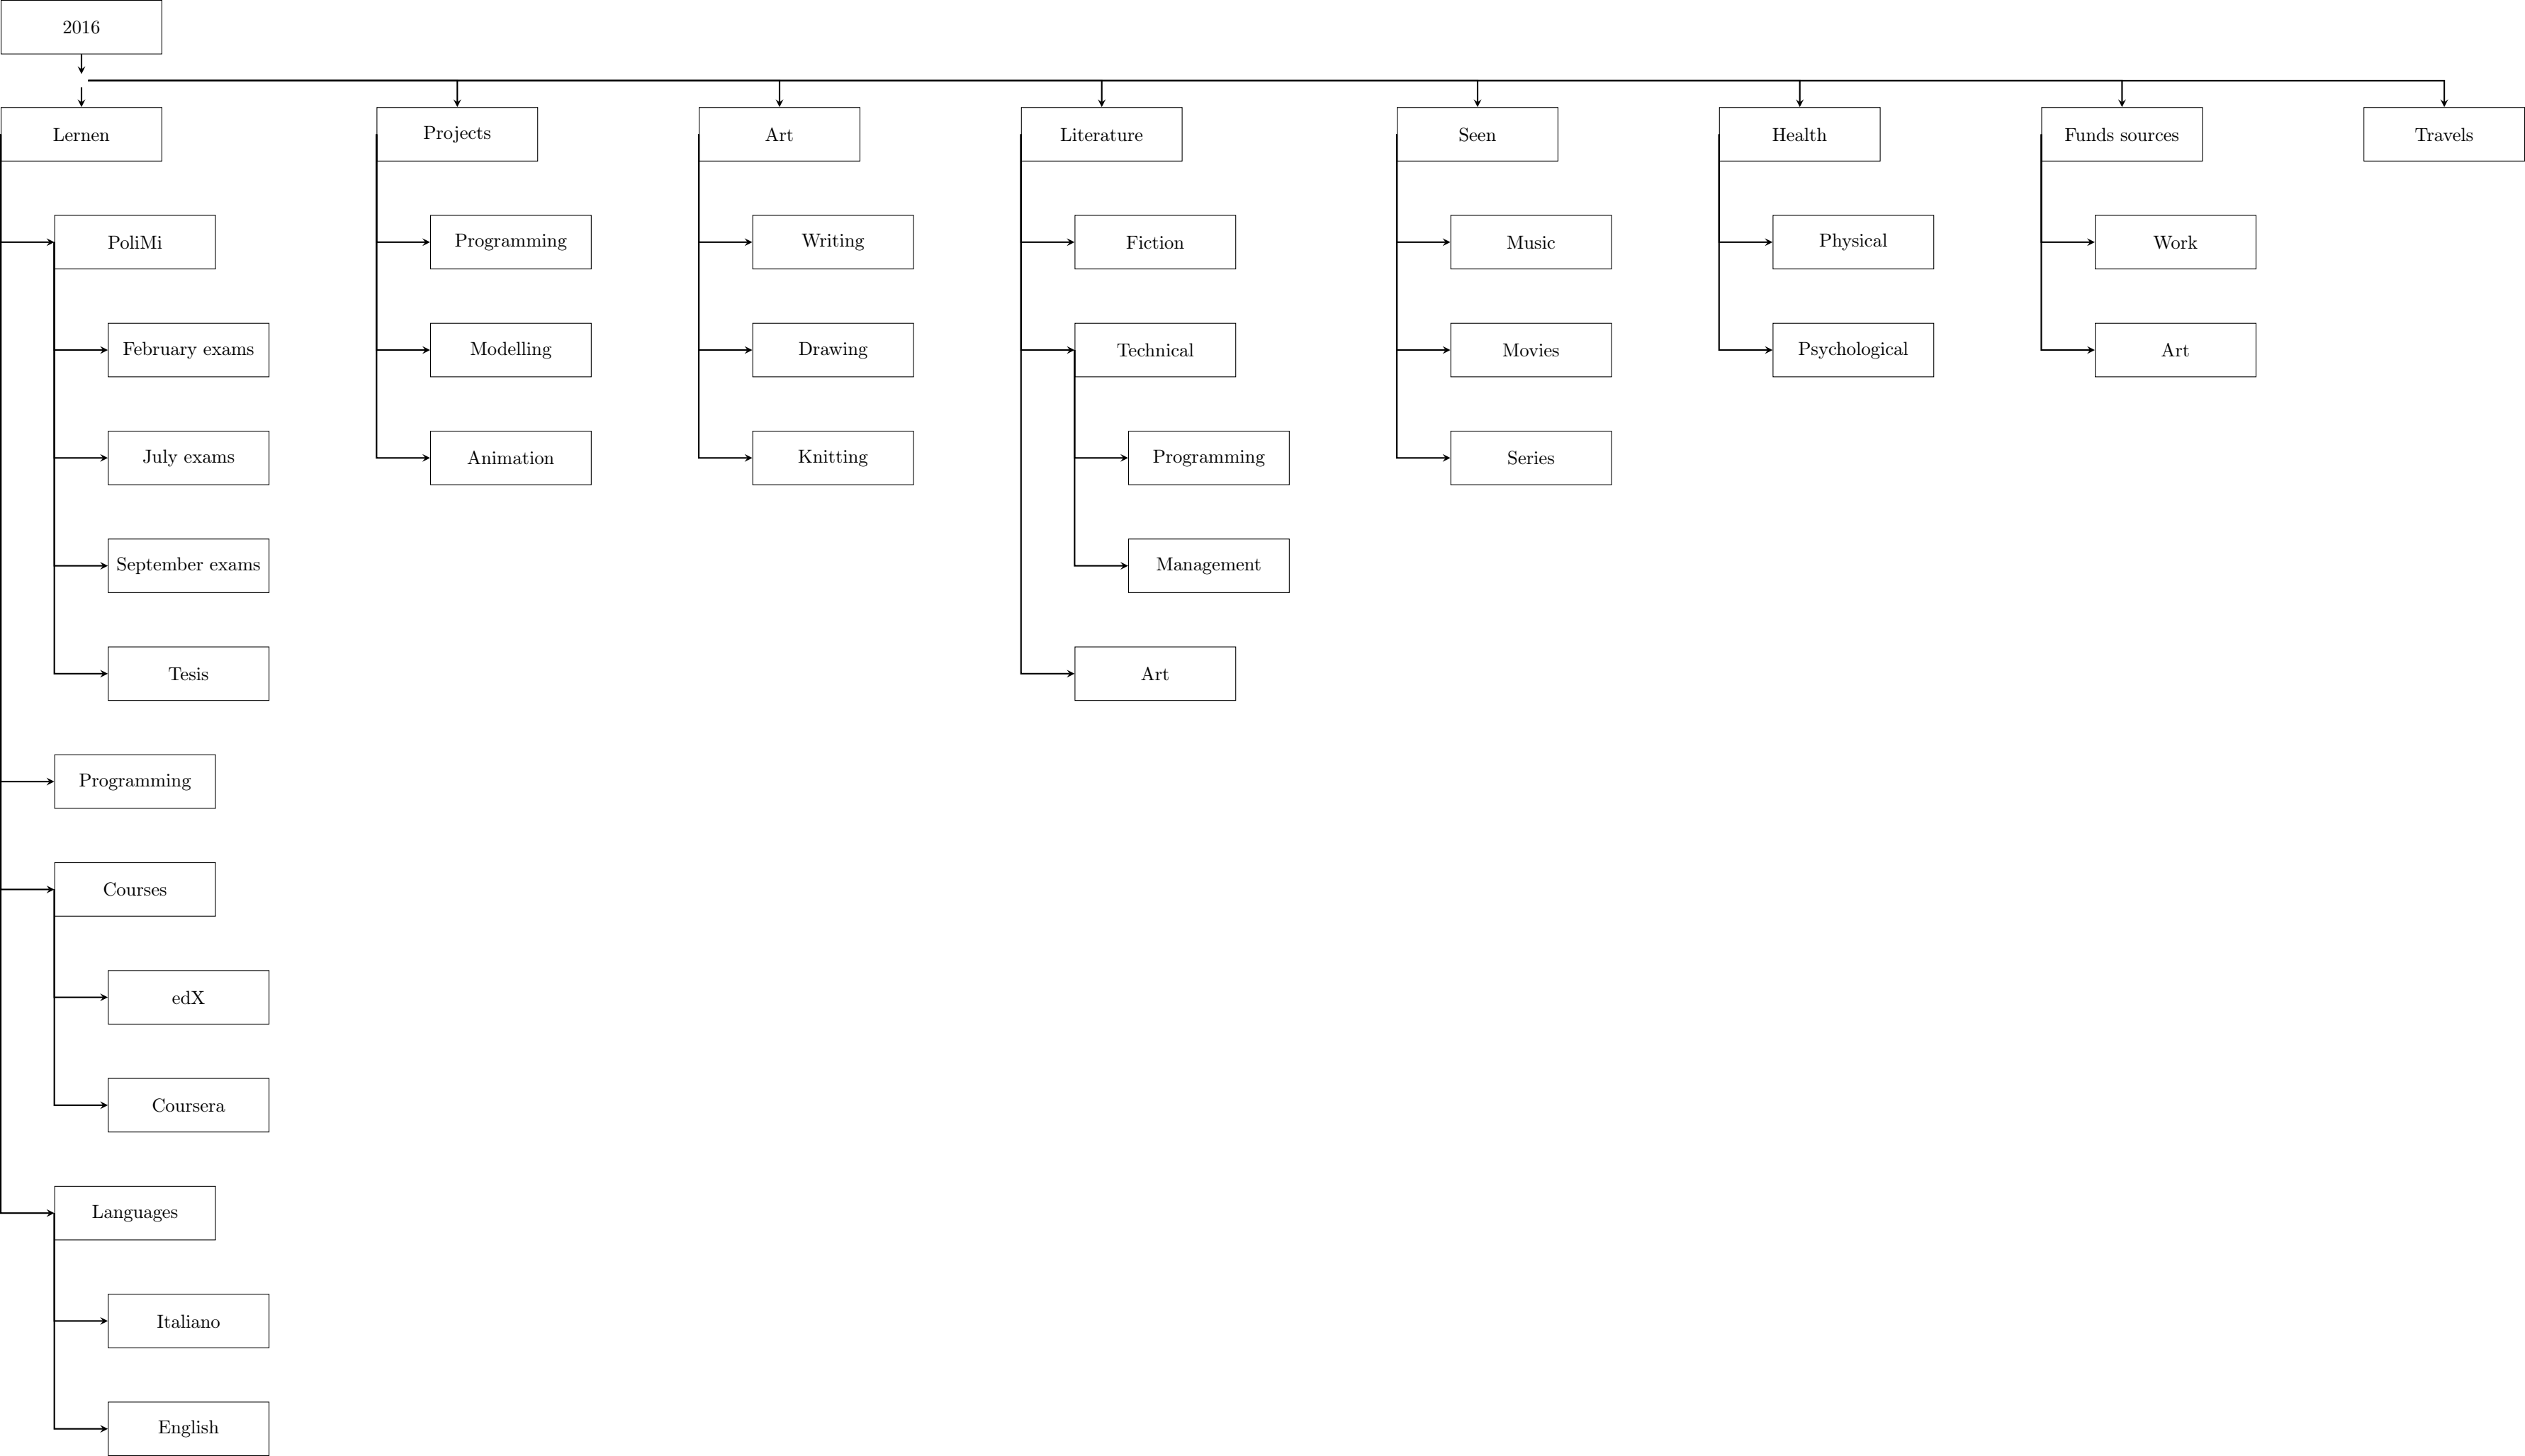 2016
Lernen
PoliMi
February exams
July exams
September exams
Tesis
Programming
Courses
edX
Coursera
Languages
Italiano
English
Projects
Programming
Modelling
Animation
Art
Writing
Drawing
Knitting
Literature
Fiction
Technical
Programming
Management
Art
Seen
Music
Movies
Series
Health
Physical
Psychological
Funds sources
Work
Art
Travels